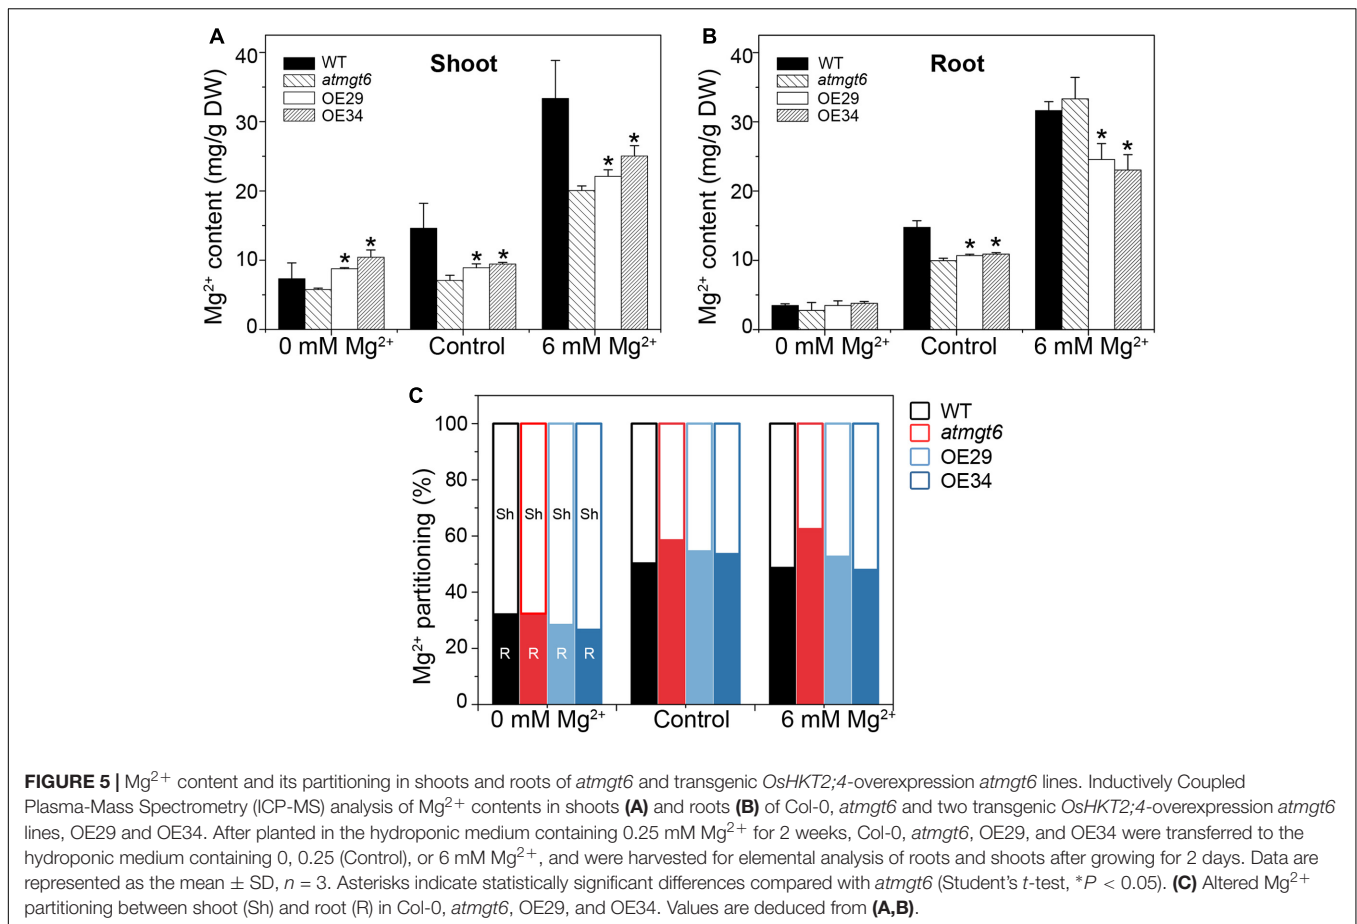 A
B
40
30
20
10
0
Mg²⁺ content (mg/g DW)
WT
atmgt6
OE29
OE34
Shoot
* * * * * *
0 mM Mg²⁺ Control 6 mM Mg²⁺
40
30
20
10
0
Mg²⁺ content (mg/g DW)
WT
atmgt6
OE29
OE34
Root
* * * *
0 mM Mg²⁺ Control 6 mM Mg²⁺
C
100
80
60
40
20
0
Mg²⁺ partitioning (%)
Sh Sh Sh Sh
R R R R
0 mM Mg²⁺ Control 6 mM Mg²⁺
WT
atmgt6
OE29
OE34
FIGURE 5 | Mg²⁺ content and its partitioning in shoots and roots of atmgt6 and transgenic OsHKT2;4-overexpression atmgt6 lines. Inductively Coupled
Plasma-Mass Spectrometry (ICP-MS) analysis of Mg²⁺ contents in shoots (A) and roots (B) of Col-0, atmgt6 and two transgenic OsHKT2;4-overexpression atmgt6
lines, OE29 and OE34. After planted in the hydroponic medium containing 0.25 mM Mg²⁺ for 2 weeks, Col-0, atmgt6, OE29, and OE34 were transferred to the
hydroponic medium containing 0, 0.25 (Control), or 6 mM Mg²⁺, and were harvested for elemental analysis of roots and shoots after growing for 2 days. Data are
represented as the mean ± SD, n = 3. Asterisks indicate statistically significant differences compared with atmgt6 (Student's t-test, *P < 0.05). (C) Altered Mg²⁺
partitioning between shoot (Sh) and root (R) in Col-0, atmgt6, OE29, and OE34. Values are deduced from (A,B).